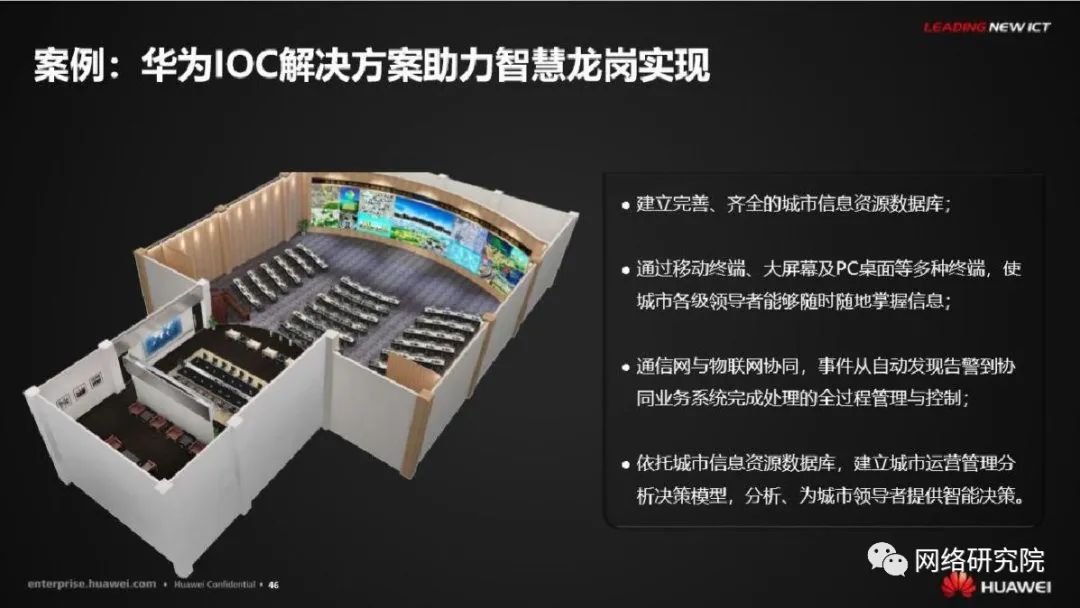 LEADING NEW ICT
案例：华为IOC解决方案助力智慧龙岗实现
● 建立完善、齐全的城市信息资源数据库；
● 通过移动终端、大屏幕及PC桌面等多种终端，使
城市各级领导者能够随时随地掌握信息；
● 通信网与物联网协同，事件从自动发现告警到协
同业务系统完成处理的全过程管理与控制；
● 依托城市信息资源数据库，建立城市运营管理分
析决策模型，分析、为城市领导者提供智能决策。
网络研究院
enterprise.huawei.com • Huawei Confidential • 46
HUAWEI